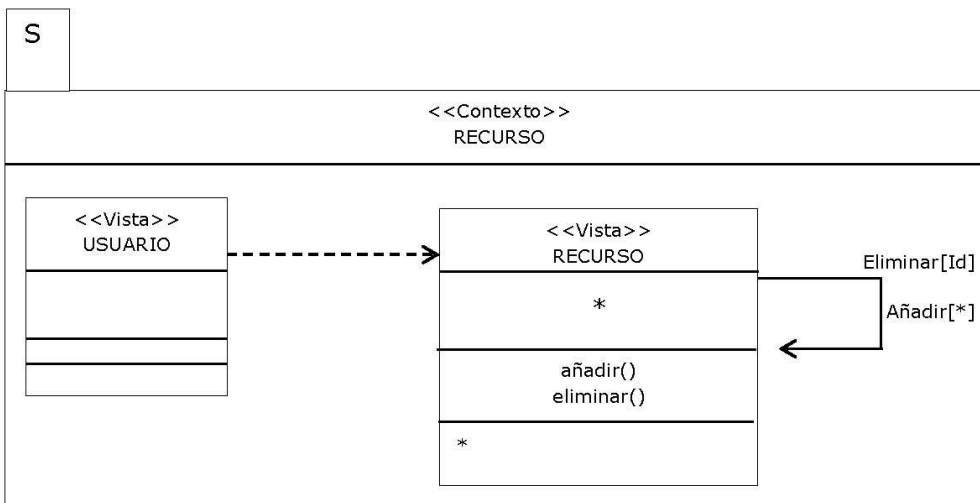 S
<<Contexto>>
RECURSO
<<Vista>>
USUARIO
<<Vista>>
RECURSO
*
añadir()
eliminar()
*
Eliminar[Id]
Añadir[*]